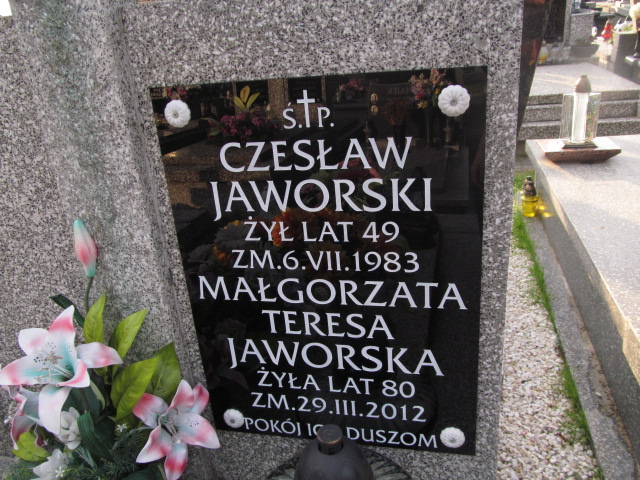 Ś.†P.
CZESŁAW
JAWORSKI
ŻYŁ LAT 49
ZM.6.VII.1983
MAŁGORZATA
TERESA
JAWORSKA
ŻYŁA LAT 80
ZM.29.III.2012
POKÓJ ICH DUSZOM